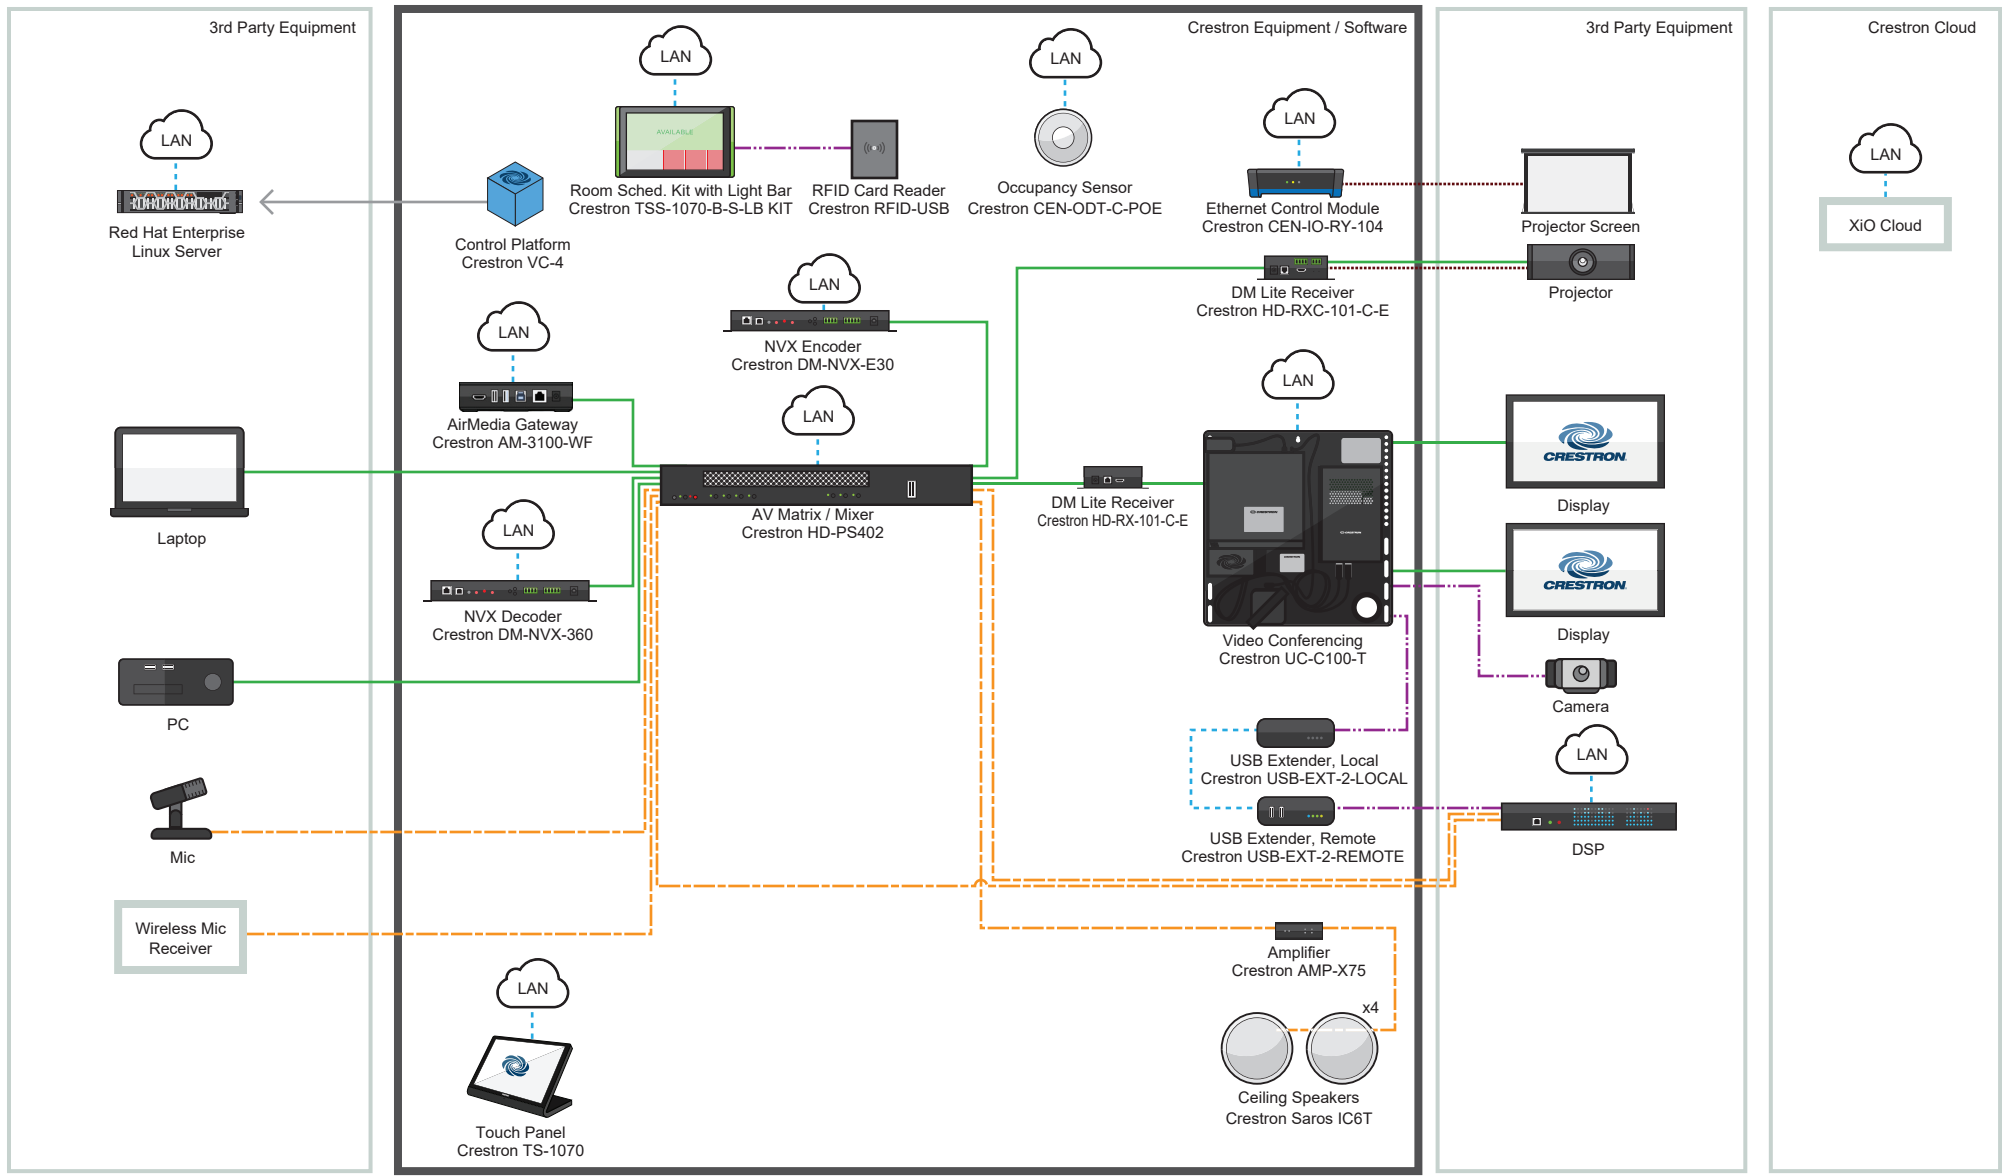 3rd Party Equipment
LAN
Red Hat Enterprise
Linux Server
Laptop
PC
Mic
Wireless Mic
Receiver
Crestron Equipment / Software
LAN
AVAILABLE
Room Sched. Kit with Light Bar
Crestron TSS-1070-B-S-LB KIT
RFID Card Reader
Crestron RFID-USB
LAN
Occupancy Sensor
Crestron CEN-ODT-C-POE
LAN
Ethernet Control Module
Crestron CEN-IO-RY-104
Control Platform
Crestron VC-4
LAN
NVX Encoder
Crestron DM-NVX-E30
DM Lite Receiver
Crestron HD-RXC-101-C-E
LAN
AirMedia Gateway
Crestron AM-3100-WF
LAN
AV Matrix / Mixer
Crestron HD-PS402
DM Lite Receiver
Crestron HD-RX-101-C-E
LAN
Video Conferencing
Crestron UC-C100-T
LAN
NVX Decoder
Crestron DM-NVX-360
USB Extender, Local
Crestron USB-EXT-2-LOCAL
USB Extender, Remote
Crestron USB-EXT-2-REMOTE
Amplifier
Crestron AMP-X75
x4
Ceiling Speakers
Crestron Saros IC6T
LAN
Touch Panel
Crestron TS-1070
3rd Party Equipment
Projector Screen
Projector
CRESTRON
Display
CRESTRON
Display
Camera
LAN
DSP
Crestron Cloud
LAN
XiO Cloud